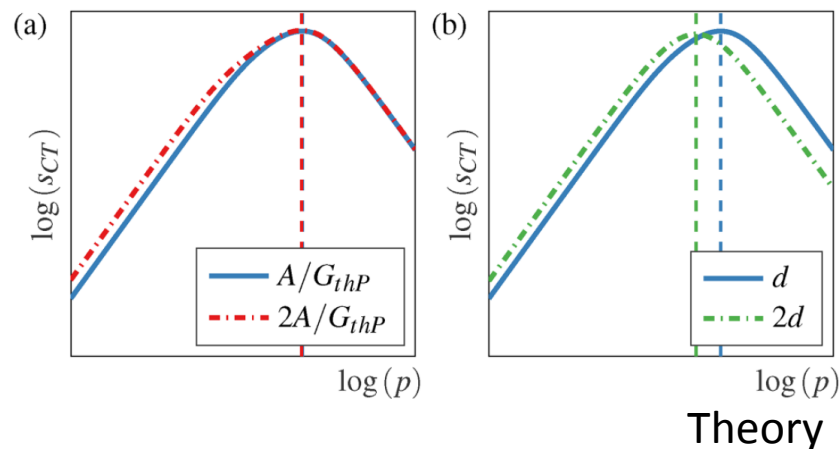 (a)
log (s_CT)
A/G_thP
2A/G_thP
log (p)
(b)
log (s_CT)
d
2d
log (p)
Theory